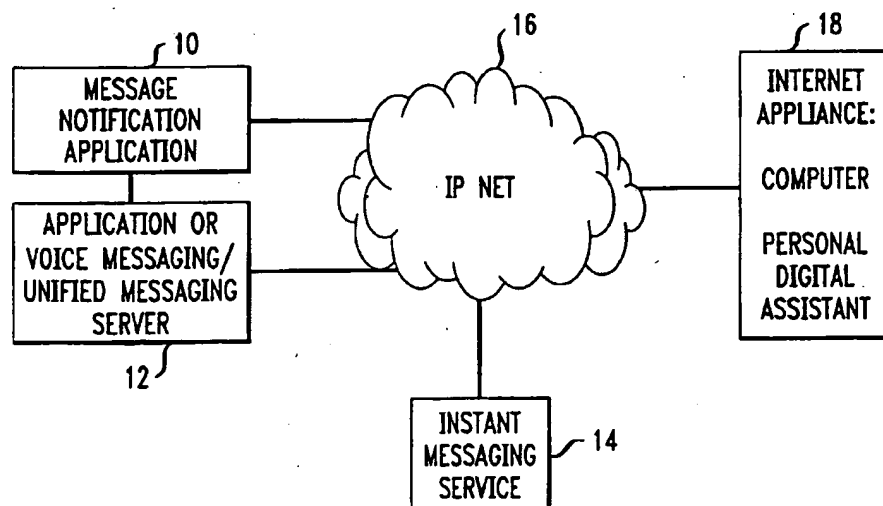 10
MESSAGE
NOTIFICATION
APPLICATION
APPLICATION OR
VOICE MESSAGING/
UNIFIED MESSAGING
SERVER
12
16
IP NET
INSTANT
MESSAGING
SERVICE
14
18
INTERNET
APPLIANCE:
COMPUTER
PERSONAL
DIGITAL
ASSISTANT